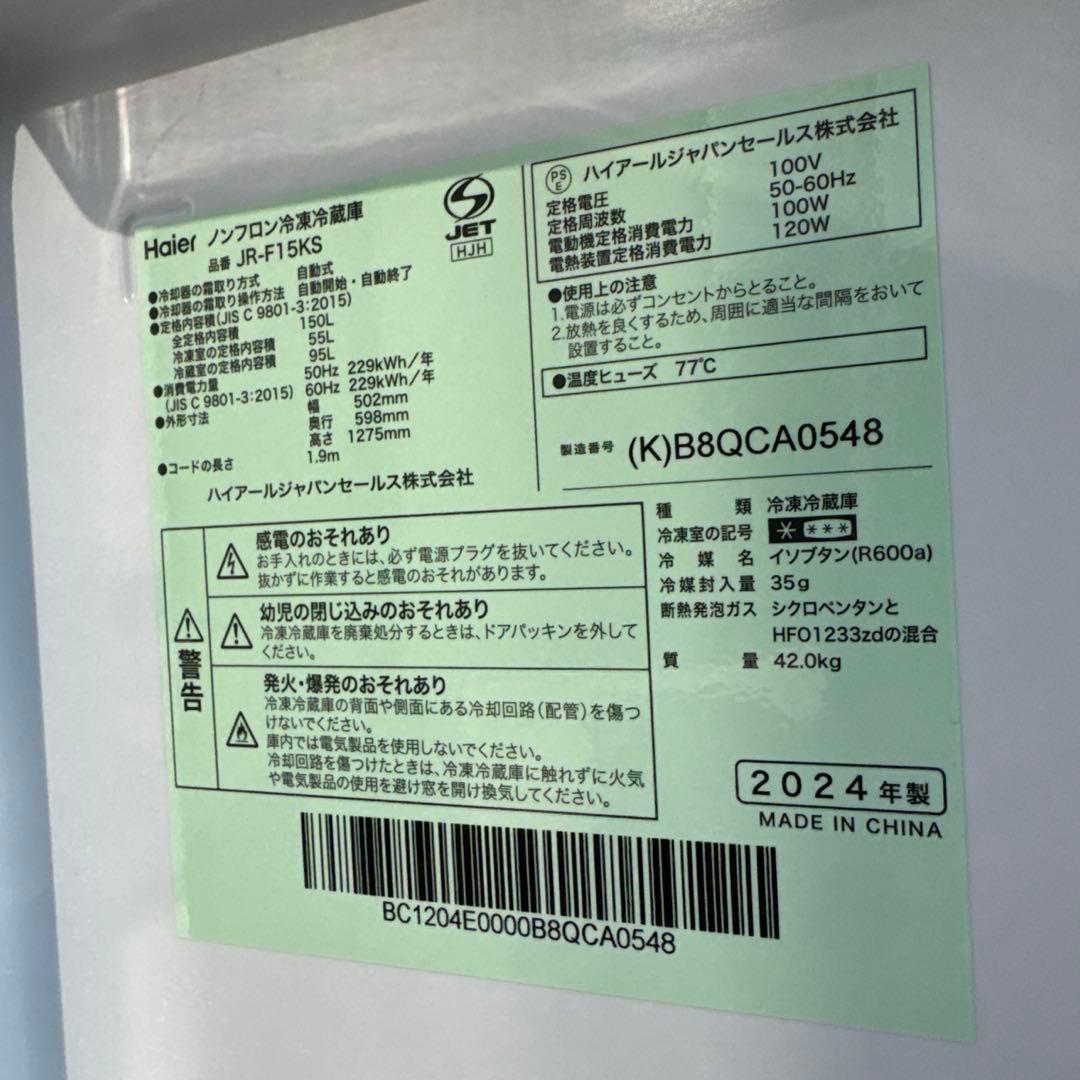 Haier ノンフロン冷凍冷蔵庫
品番 JR-F15KS
JET
HJH
●冷却器の霜取り方式 自動式
●冷却器の霜取り操作方法 自動開始・自動終了
●定格内容積(JIS C 9801-3:2015)
全定格内容積 150L
冷凍室の定格内容積 55L
冷蔵室の定格内容積 95L
●消費電力量 50Hz 229kWh/年
(JIS C 9801-3:2015) 60Hz 229kWh/年
●外形寸法 幅 502mm
奥行 598mm
高さ 1275mm
●コードの長さ 1.9m
ハイアールジャパンセールス株式会社
PSE ハイアールジャパンセールス株式会社
定格電圧 100V
定格周波数 50-60Hz
電動機定格消費電力 100W
電熱装置定格消費電力 120W
●使用上の注意
1.電源は必ずコンセントからとること。
2.放熱を良くするため、周囲に適当な間隔をおいて
設置すること。
●温度ヒューズ 77℃
製造番号 (K)B8QCA0548
種類 冷凍冷蔵庫
冷凍室の記号 * ***
冷媒名 イソブタン(R600a)
冷媒封入量 35g
断熱発泡ガス シクロペンタンと
HFO1233zdの混合
質量 42.0kg
警告
感電のおそれあり
お手入れのときには、必ず電源プラグを抜いてください。
抜かずに作業すると感電のおそれがあります。
幼児の閉じ込みのおそれあり
冷凍冷蔵庫を廃棄処分するときは、ドアパッキンを外して
ください。
発火・爆発のおそれあり
冷凍冷蔵庫の背面や側面にある冷却回路(配管)を傷つ
けないでください。
庫内では電気製品を使用しないでください。
冷却回路を傷つけたときは、冷凍冷蔵庫に触れずに火気
や電気製品の使用を避け窓を開け換気してください。
2024年製
MADE IN CHINA
BC1204E0000B8QCA0548